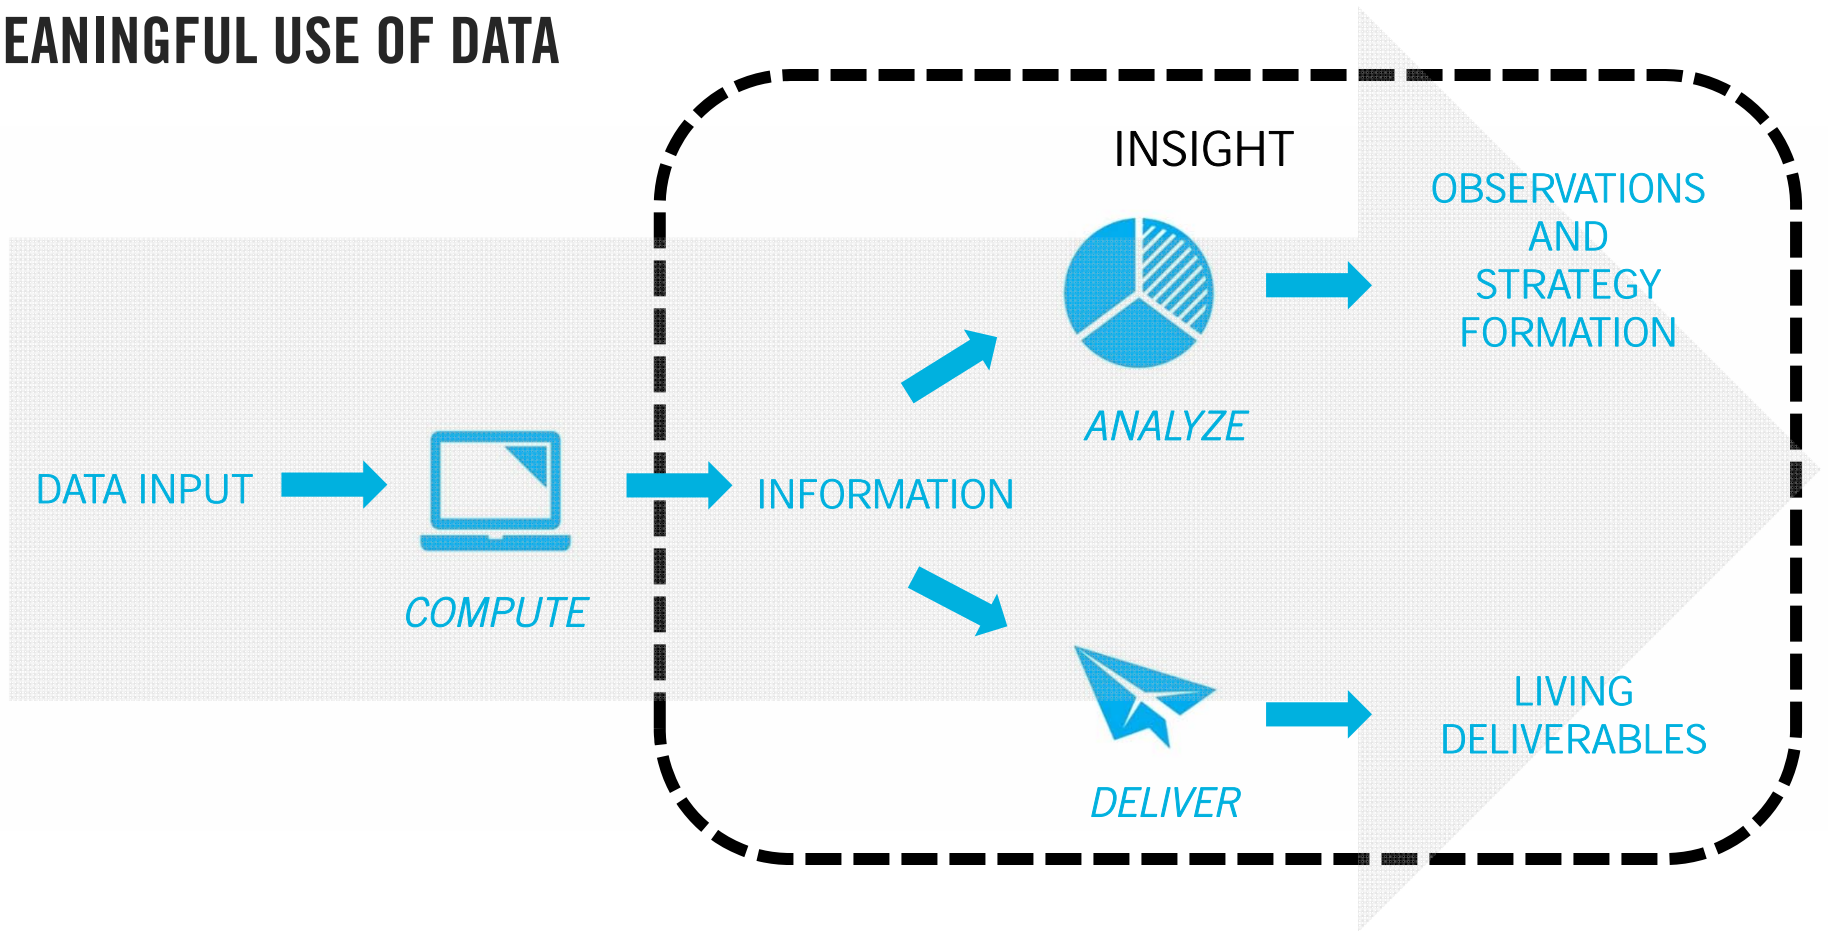 EANINGFUL USE OF DATA
INSIGHT
OBSERVATIONS
AND
STRATEGY
FORMATION
ANALYZE
DATA INPUT
INFORMATION
COMPUTE
LIVING
DELIVERABLES
DELIVER